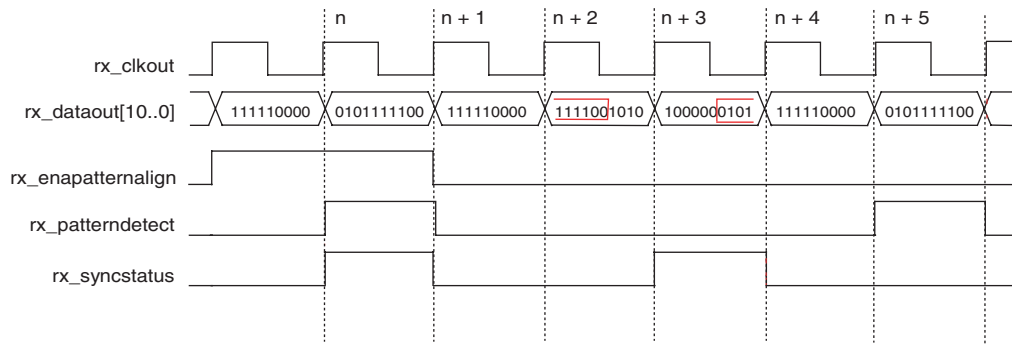 n n + 1 n + 2 n + 3 n + 4 n + 5
rx_clkout
rx_dataout[10..0] 111110000 0101111100 111110000 1111001010 1000000101 111110000 0101111100
rx_enapatternalign
rx_patterndetect
rx_syncstatus